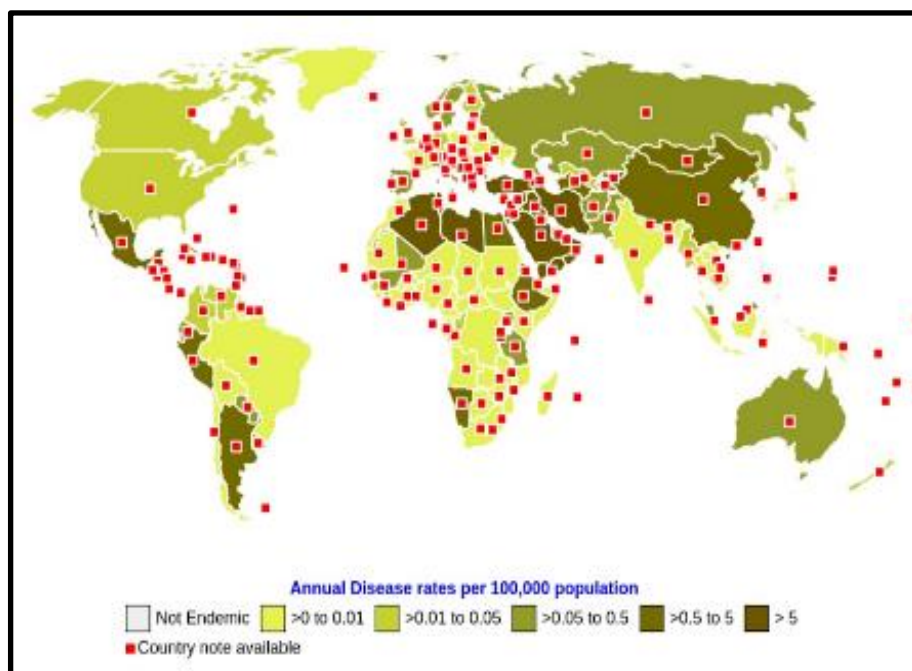 Annual Disease rates per 100,000 population
Not Endemic >0 to 0.01 >0.01 to 0.05 >0.05 to 0.5 >0.5 to 5 > 5
Country note available